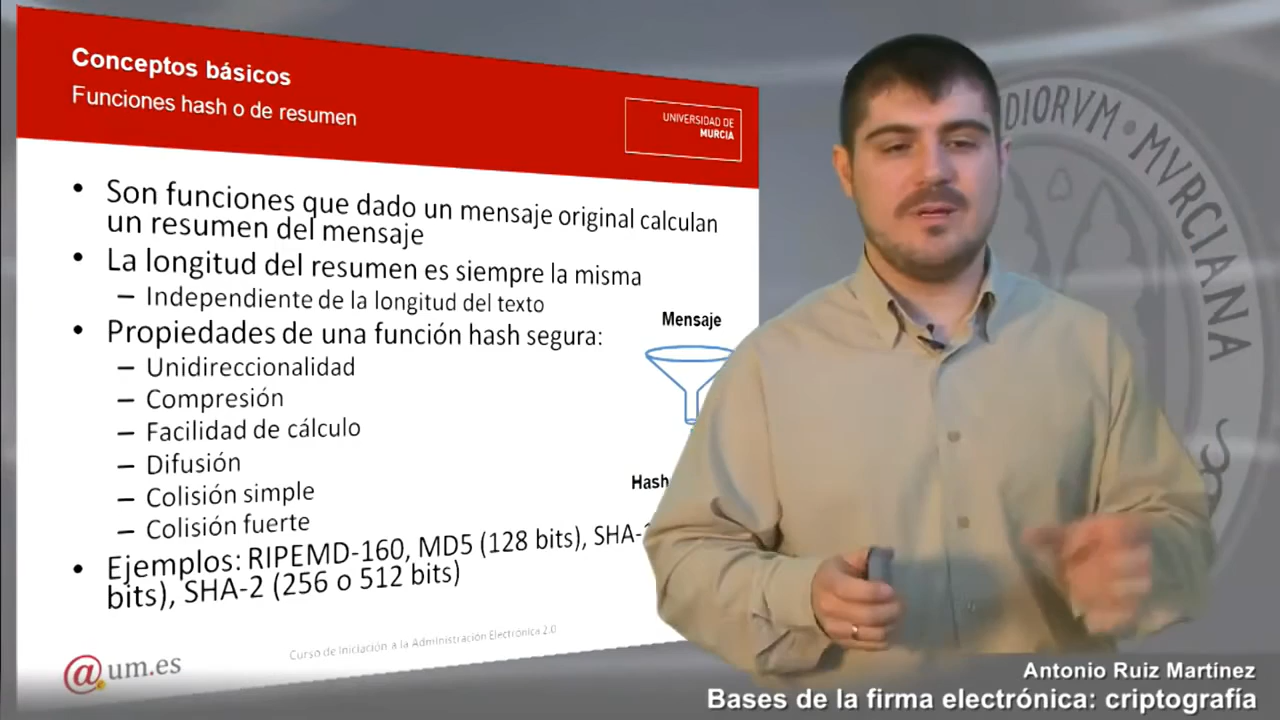 Conceptos básicos
Funciones hash o de resumen
UNIVERSIDAD DE
MURCIA
• Son funciones que dado un mensaje original calculan
un resumen del mensaje
• La longitud del resumen es siempre la misma
– Independiente de la longitud del texto
• Propiedades de una función hash segura:
– Unidireccionalidad
– Compresión
– Facilidad de cálculo
– Difusión
– Colisión simple
– Colisión fuerte
• Ejemplos: RIPEMD-160, MD5 (128 bits), SHA-
bits), SHA-2 (256 o 512 bits)
Mensaje
Hash
Curso de Iniciación a la Administración Electrónica 2.0
@um.es
DIORVM • MVRCIANA
Antonio Ruiz Martínez
Bases de la firma electrónica: criptografía